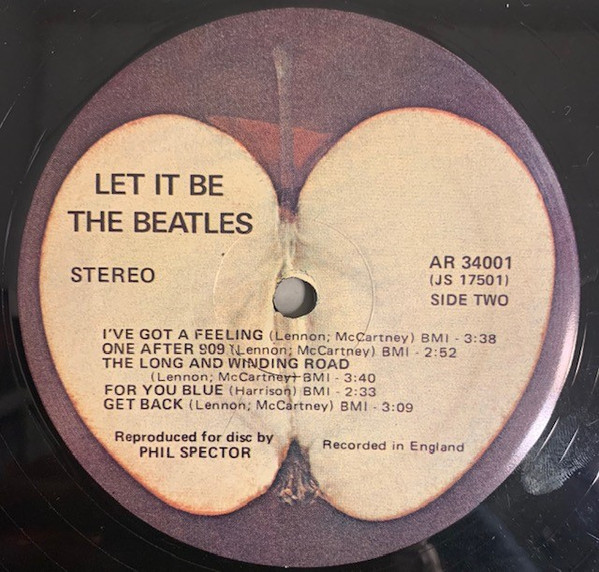 LET IT BE
THE BEATLES
STEREO
AR 34001
(JS 17501)
SIDE TWO
I'VE GOT A FEELING (Lennon; McCartney) BMI - 3:38
ONE AFTER 909 (Lennon; McCartney) BMI - 2:52
THE LONG AND WINDING ROAD
(Lennon; McCartney) BMI - 3:40
FOR YOU BLUE (Harrison) BMI - 2:33
GET BACK (Lennon; McCartney) BMI - 3:09
Reproduced for disc by
PHIL SPECTOR
Recorded in England